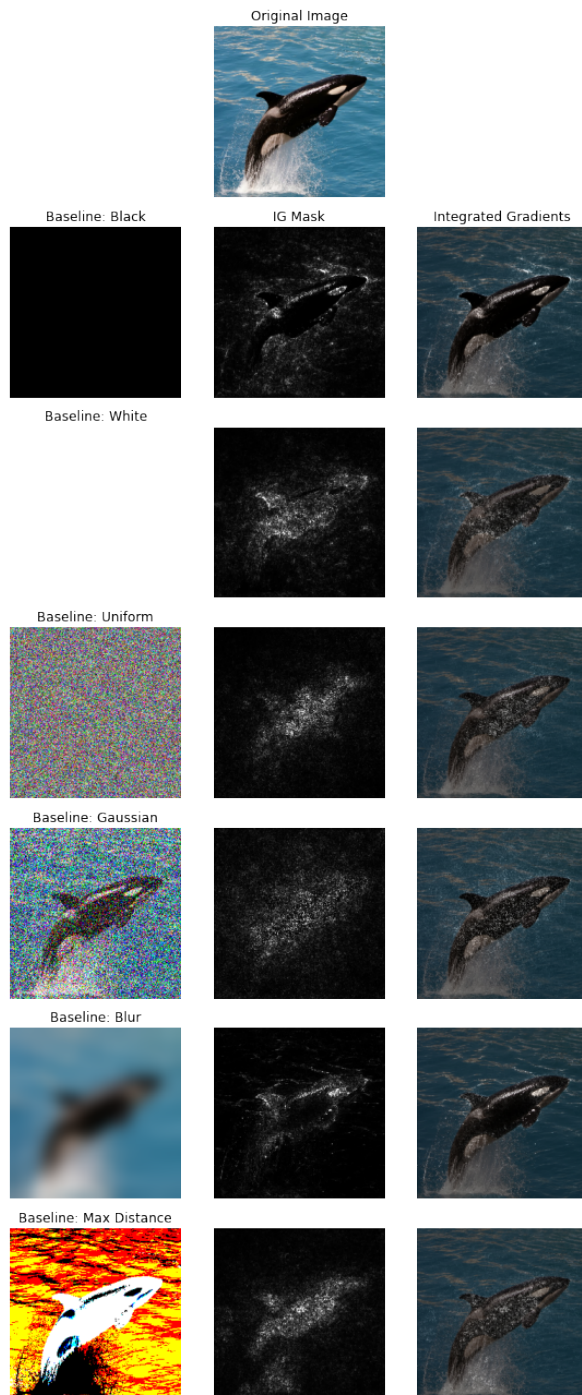 Original Image
Baseline: Black
IG Mask
Integrated Gradients
Baseline: White
Baseline: Uniform
Baseline: Gaussian
Baseline: Blur
Baseline: Max Distance